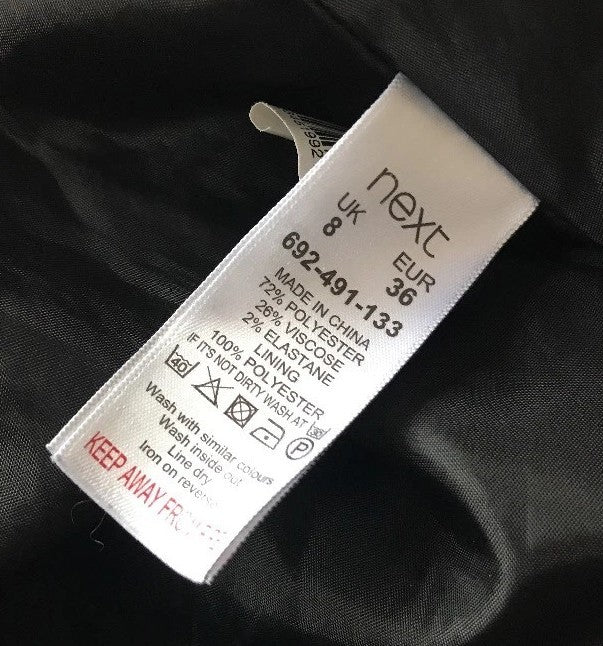 next
UK EUR
8 36
692-491-133
MADE IN CHINA
72% POLYESTER
26% VISCOSE
2% ELASTANE
LINING
100% POLYESTER
IF IT'S NOT DIRTY WASH AT 30
40
P
Wash with similar colours
Wash inside out
Line dry
Iron on reverse
KEEP AWAY FROM